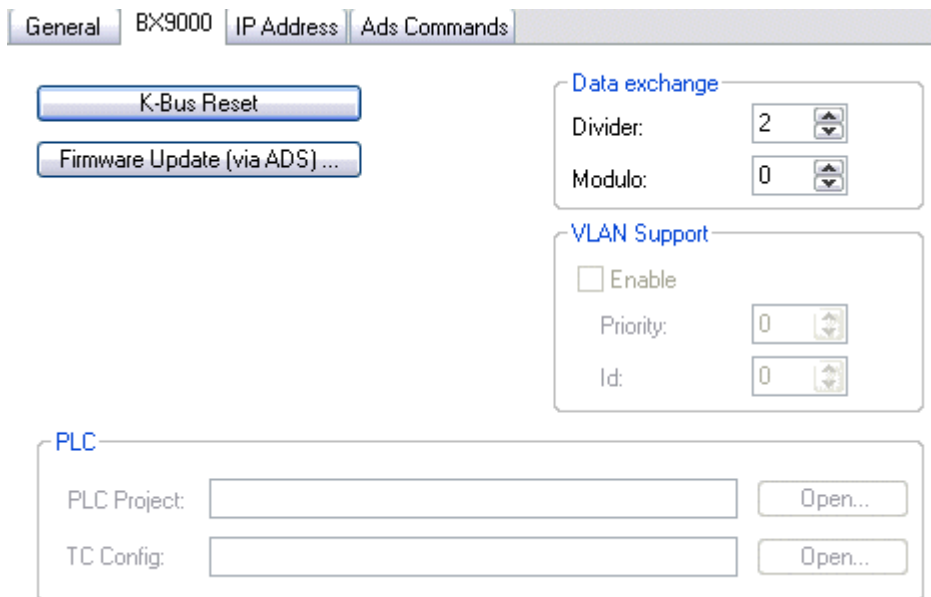 General BX9000 IP Address Ads Commands
K-Bus Reset
Firmware Update (via ADS) ...
Data exchange
Divider: 2
Modulo: 0
VLAN Support
Enable
Priority: 0
Id: 0
PLC
PLC Project: Open...
TC Config: Open...